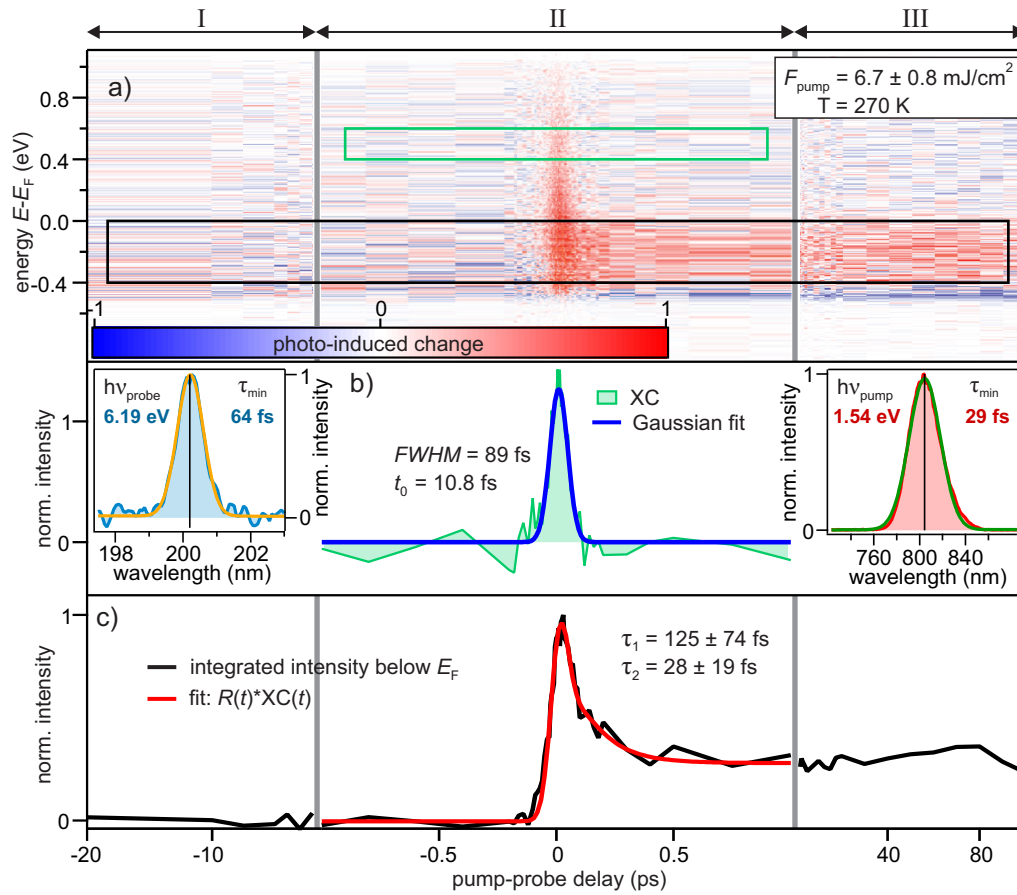 I II III
a)
F_pump = 6.7 ± 0.8 mJ/cm²
T = 270 K
energy E-E_F (eV)
0.8
0.4
0.0
-0.4
-1 0 1
photo-induced change
b)
norm. intensity
1
0
hν_probe τ_min
6.19 eV 64 fs
1
0
norm. intensity
198 200 202
wavelength (nm)
XC
Gaussian fit
FWHM = 89 fs
t_0 = 10.8 fs
hν_pump τ_min
1.54 eV 29 fs
norm. intensity
1
0
760 800 840
wavelength (nm)
c)
norm. intensity
1
0
integrated intensity below E_F
fit: R(t)*XC(t)
τ_1 = 125 ± 74 fs
τ_2 = 28 ± 19 fs
-20 -10 -0.5 0 0.5 40 80
pump-probe delay (ps)